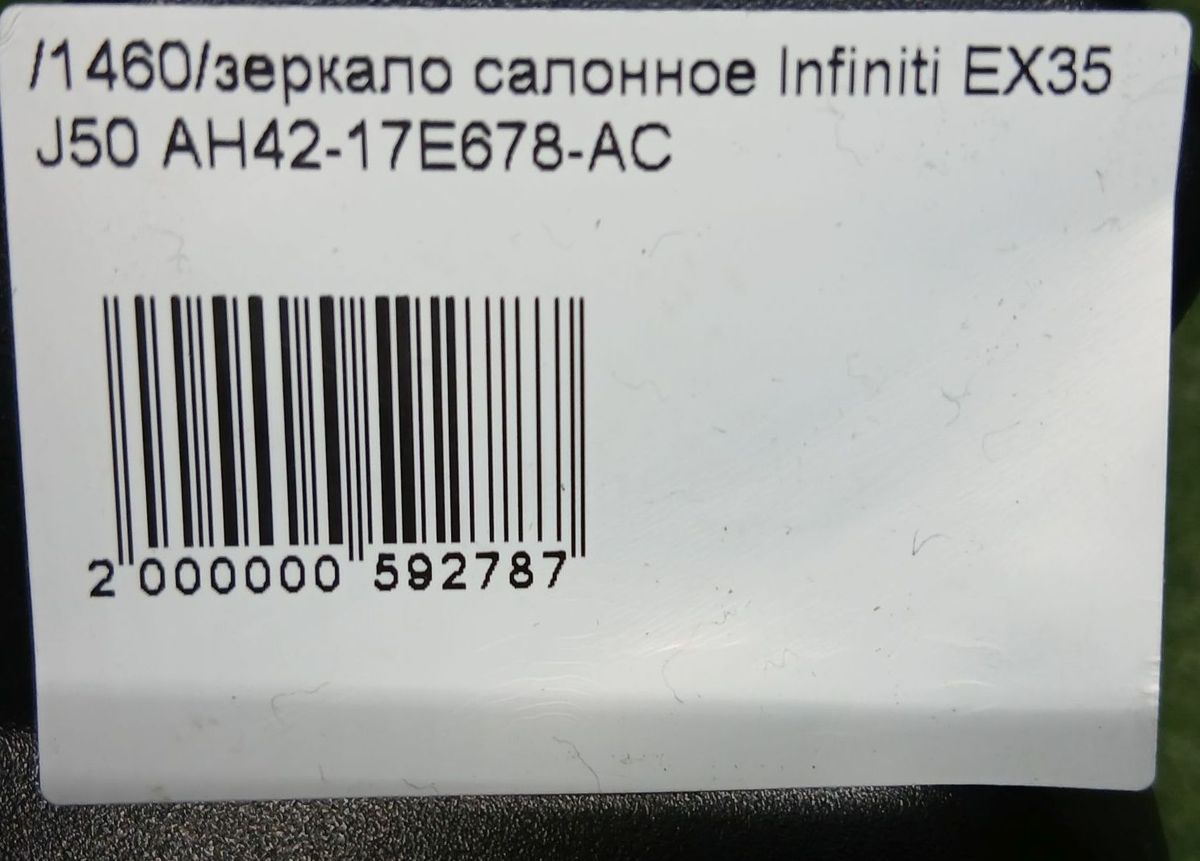 /1460/зеркало салонное Infiniti EX35
J50 AH42-17E678-AC
2 000000 592787